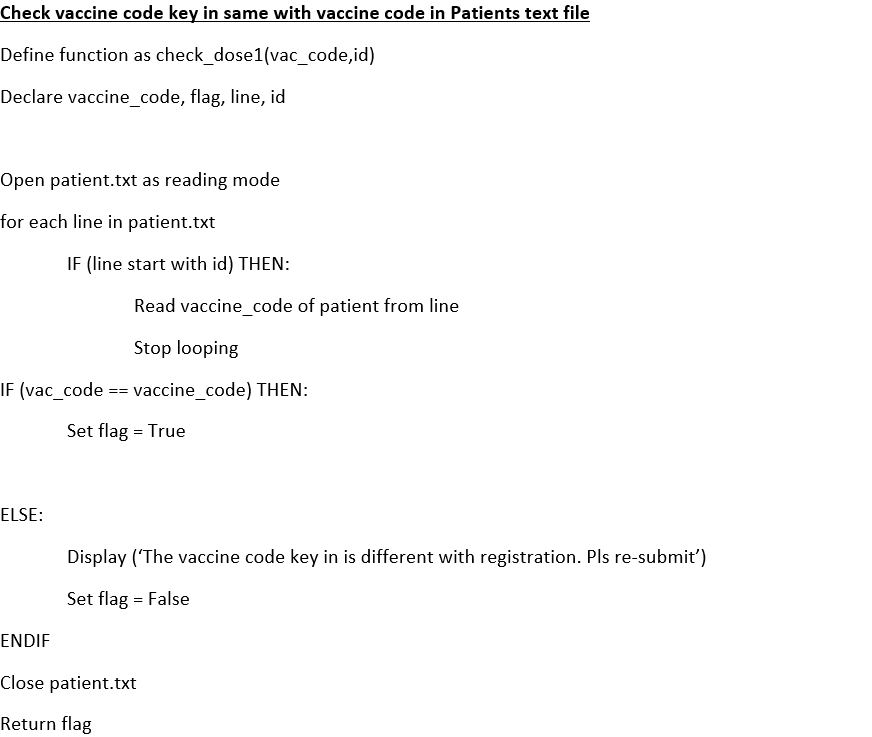 Check vaccine code key in same with vaccine code in Patients text file
Define function as check_dose1(vac_code,id)
Declare vaccine_code, flag, line, id
Open patient.txt as reading mode
for each line in patient.txt
IF (line start with id) THEN:
Read vaccine_code of patient from line
Stop looping
IF (vac_code == vaccine_code) THEN:
Set flag = True
ELSE:
Display (‘The vaccine code key in is different with registration. Pls re-submit’)
Set flag = False
ENDIF
Close patient.txt
Return flag